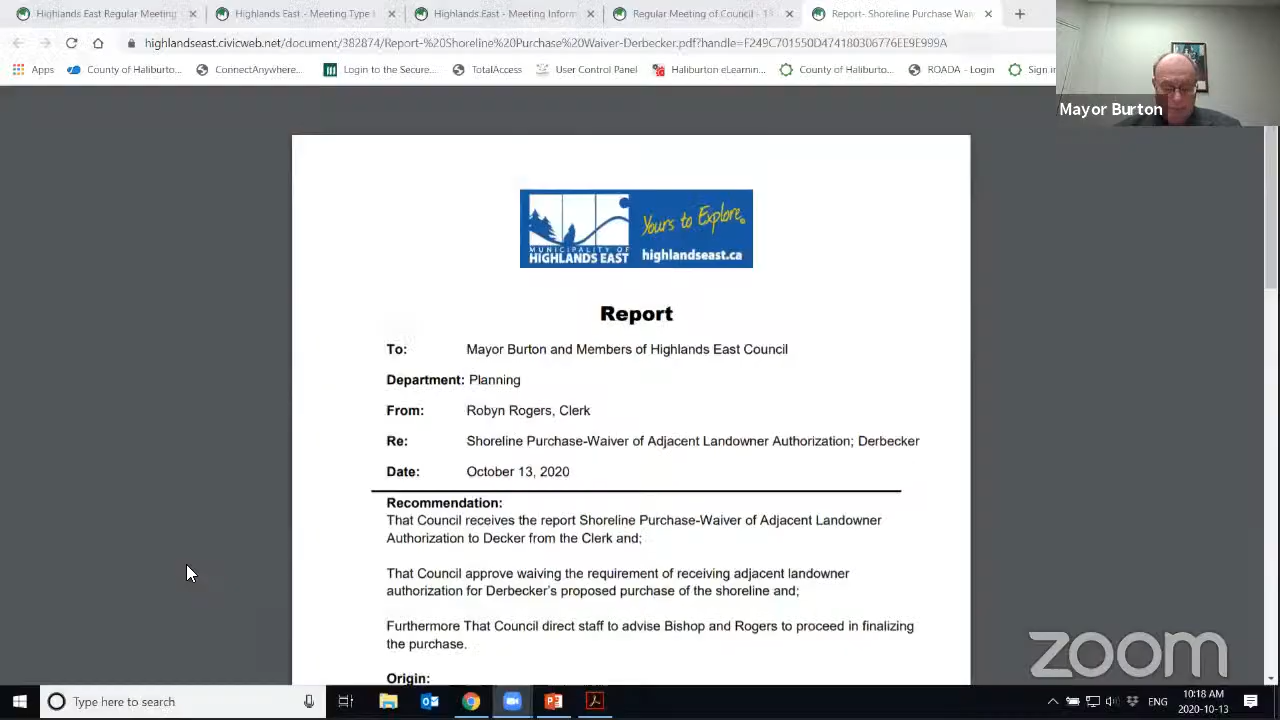 Highlands East - Regular Meeting
Highlands East - Meeting Type
Highlands East - Meeting Inform
Regular Meeting of Council - 13
Report- Shoreline Purchase Wai
highlandseast.civicweb.net/document/382874/Report-%20Shoreline%20Purchase%20Waiver-Derbecker.pdf?handle=F249C701550D474180306776EE9E999A
Apps
County of Haliburto...
ConnectAnywhere...
Login to the Secure...
TotalAccess
User Control Panel
Haliburton eLearnin...
County of Haliburto...
ROADA - Login
Sign in
Mayor Burton
MUNICIPALITY OF
HIGHLANDS EAST
Yours to Explore
highlandseast.ca
Report
To: Mayor Burton and Members of Highlands East Council
Department: Planning
From: Robyn Rogers, Clerk
Re: Shoreline Purchase-Waiver of Adjacent Landowner Authorization; Derbecker
Date: October 13, 2020
Recommendation:
That Council receives the report Shoreline Purchase-Waiver of Adjacent Landowner
Authorization to Decker from the Clerk and;
That Council approve waiving the requirement of receiving adjacent landowner
authorization for Derbecker's proposed purchase of the shoreline and;
Furthermore That Council direct staff to advise Bishop and Rogers to proceed in finalizing
the purchase.
Origin:
zoom
Type here to search
ENG
10:18 AM
2020-10-13